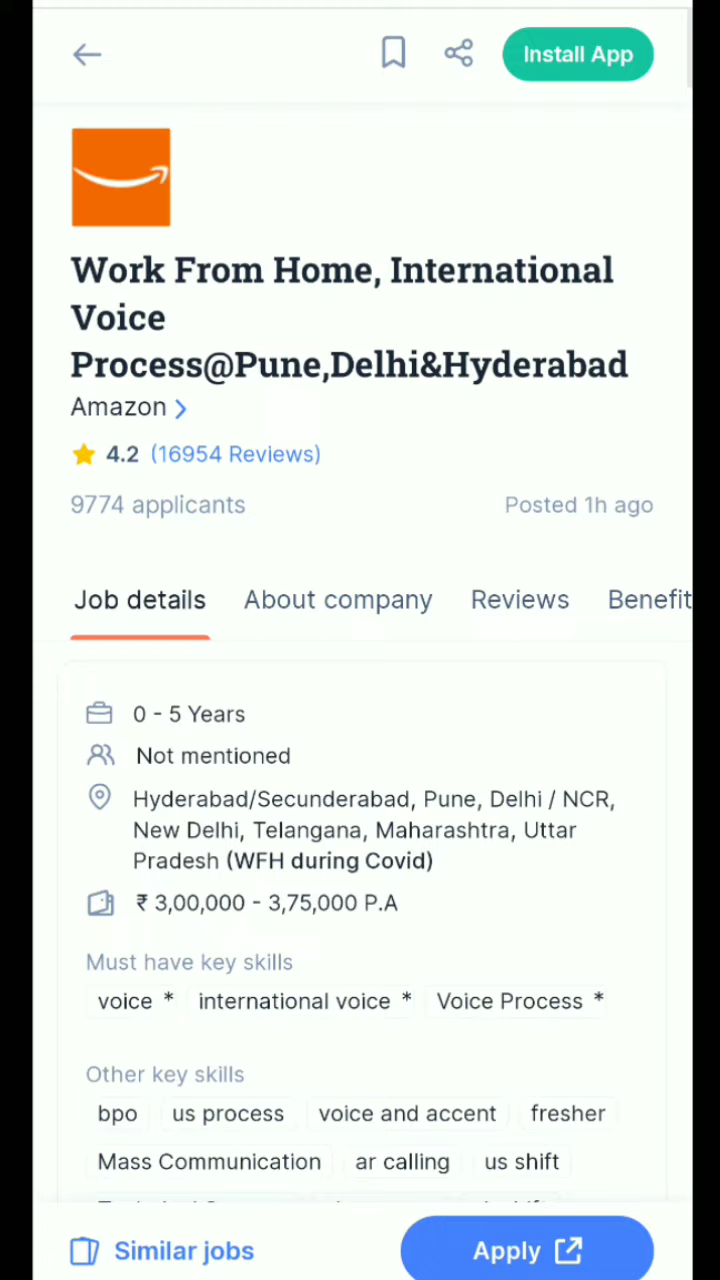 Install App
Work From Home, International
Voice
Process@Pune,Delhi&Hyderabad
Amazon
4.2 (16954 Reviews)
9774 applicants Posted 1h ago
Job details About company Reviews Benefit
0 - 5 Years
Not mentioned
Hyderabad/Secunderabad, Pune, Delhi / NCR,
New Delhi, Telangana, Maharashtra, Uttar
Pradesh (WFH during Covid)
₹ 3,00,000 - 3,75,000 P.A
Must have key skills
voice * international voice * Voice Process *
Other key skills
bpo us process voice and accent fresher
Mass Communication ar calling us shift
Similar jobs Apply